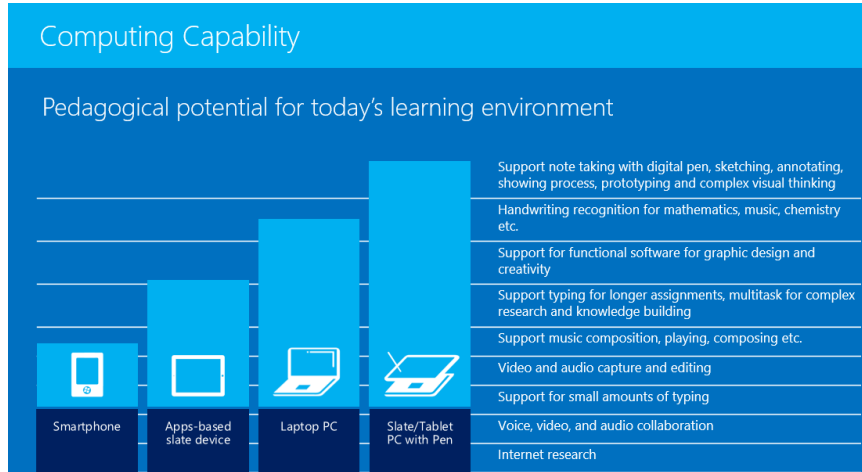 Computing Capability
Pedagogical potential for today's learning environment
Support note taking with digital pen, sketching, annotating,
showing process, prototyping and complex visual thinking
Handwriting recognition for mathematics, music, chemistry
etc.
Support for functional software for graphic design and
creativity
Support typing for longer assignments, multitask for complex
research and knowledge building
Support music composition, playing, composing etc.
Video and audio capture and editing
Support for small amounts of typing
Voice, video, and audio collaboration
Internet research
Smartphone
Apps-based
slate device
Laptop PC
Slate/Tablet
PC with Pen